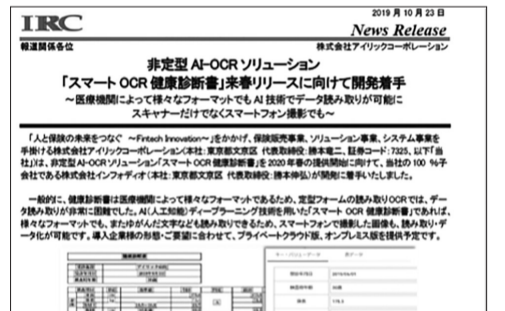 2019 年 10 月 23 日
IRC
News Release
報道関係各位
株式会社アイリックコーポレーション
非定型 AI-OCR ソリューション
「スマート OCR 健康診断書」来春リリースに向けて開発着手
～医療機関によって様々なフォーマットでも AI 技術でデータ読み取りが可能に
スキャナーだけでなくスマートフォン撮影でも～
「人と保険の未来をつなぐ ～Fintech Innovation～」をかかげ、保険販売事業、ソリューション事業、システム事業を
手掛ける株式会社アイリックコーポレーション(本社:東京都文京区 代表取締役:勝本竜二、証券コード:7325、以下「当
社」)は、非定型 AI-OCR ソリューション「スマート OCR 健康診断書」を 2020 年春の提供開始に向けて、当社の 100 %子
会社である株式会社インフォディオ(本社:東京都文京区 代表取締役:勝本伸弘)が開発に着手いたしました。
一般的に、健康診断書は医療機関によって様々なフォーマットであるため、定型フォームの読み取り OCR では、デー
タ読み取りが非常に困難でした。AI(人工知能)ディープラーニング技術を用いた「スマート OCR 健康診断書」であれば、
様々なフォーマットでも、またゆがんだ文字なども読み取りできるため、スマートフォンで撮影した画像も、読み取り・デ
ータ化が可能です。導入企業様の形態・ご要望に合わせて、プライベートクラウド版、オンプレミス版を提供予定です。
健康診断書